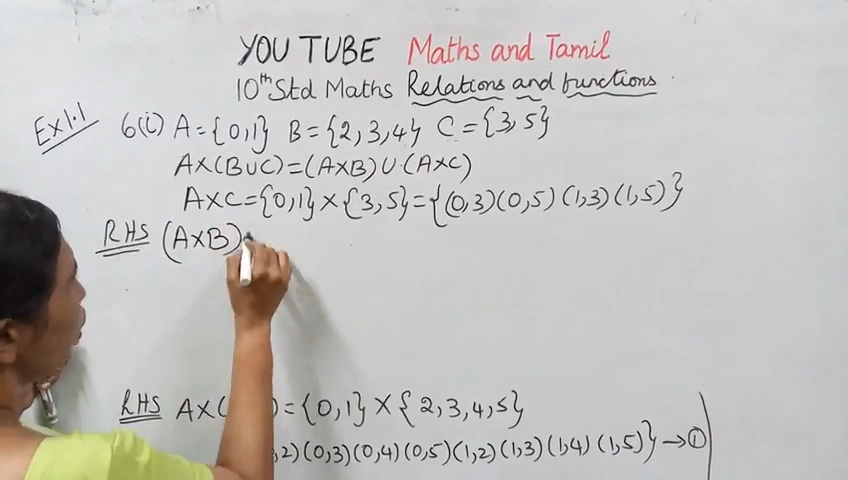 YOU TUBE Maths and Tamil
10th Std Maths Relations and functions
Ex 1.1 6(i) A = {0,1} B = {2,3,4} C = {3,5}
A×(B∪C) = (A×B) ∪ (A×C)
A×C = {0,1} × {3,5} = {(0,3) (0,5) (1,3) (1,5)}
RHS (A×B)
RHS A×( ) = {0,1} × {2,3,4,5}
,2) (0,3) (0,4) (0,5) (1,2) (1,3) (1,4) (1,5)} → ①